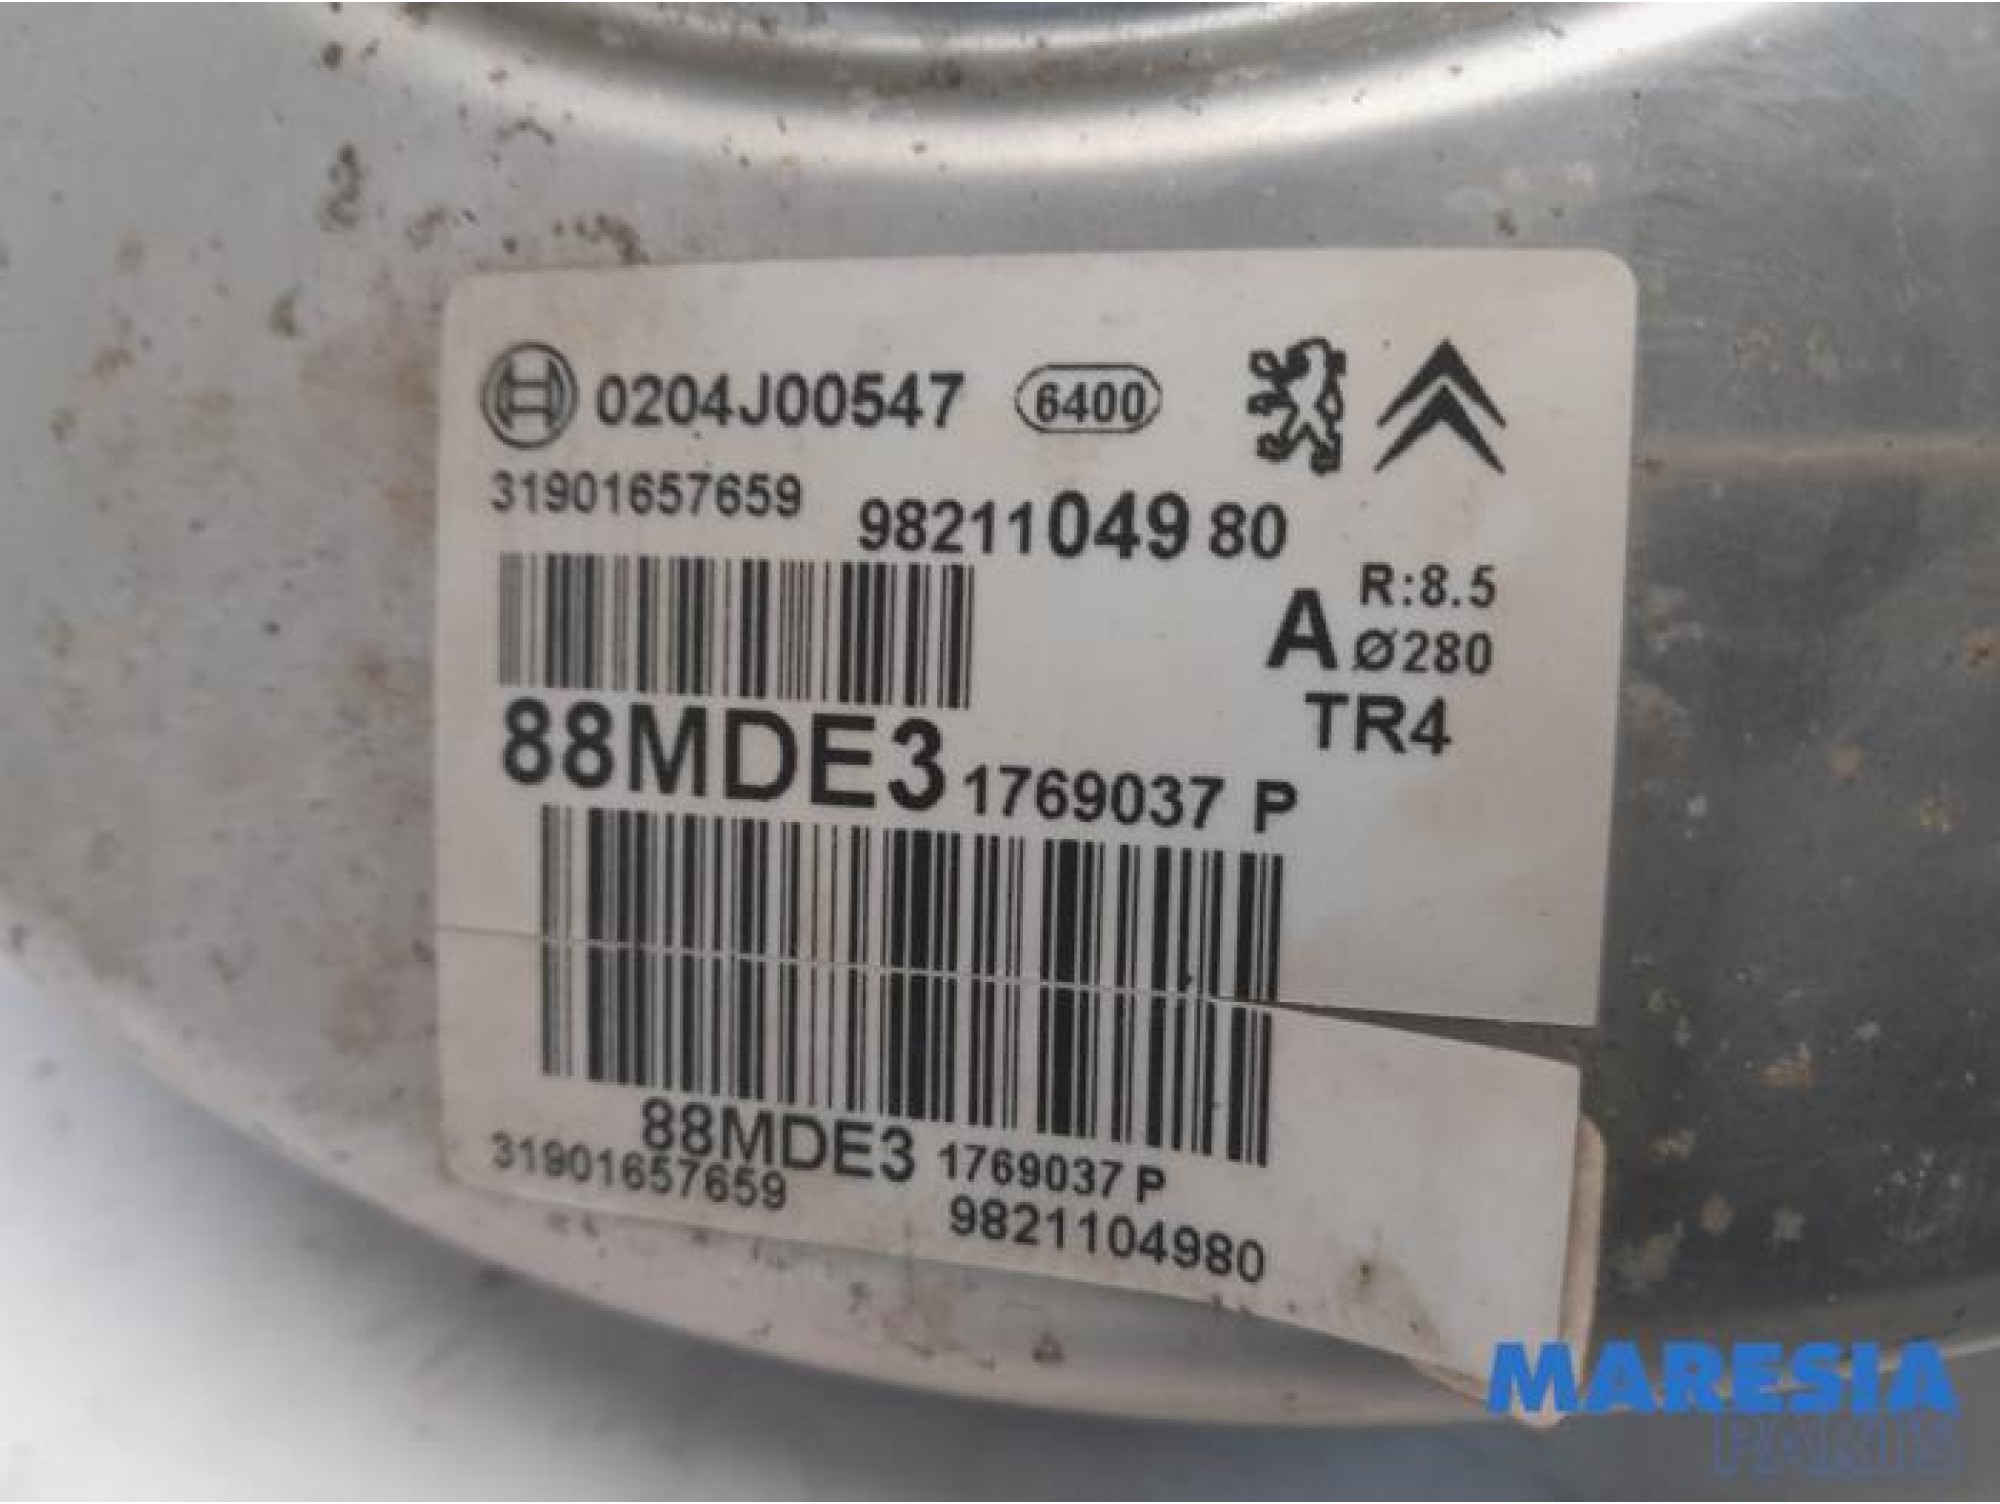 0204J00547 6400
31901657659 9821104980
A R:8.5
Ø280
TR4
88MDE3 1769037 P
88MDE3 1769037 P
31901657659
9821104980
MARESIA
PARTS